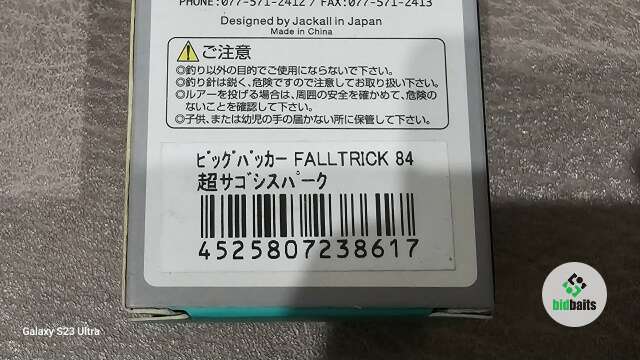 PHONE:077-571-2412 / FAX:077-571-2413
Designed by Jackall in Japan
Made in China
ご注意
◎釣り以外の目的でご使用にならないで下さい。
◎釣り針は鋭く、危険ですので注意してお取り扱い下さい。
◎ルアーを投げる場合は、周囲の安全を確かめて、危険の
ないことを確認して下さい。
◎子供、または幼児の手の届かない所に保管して下さい。
ビッグバッカー FALLTRICK 84
超サゴシスパーク
4525807238617
bidbaits
Galaxy S23 Ultra